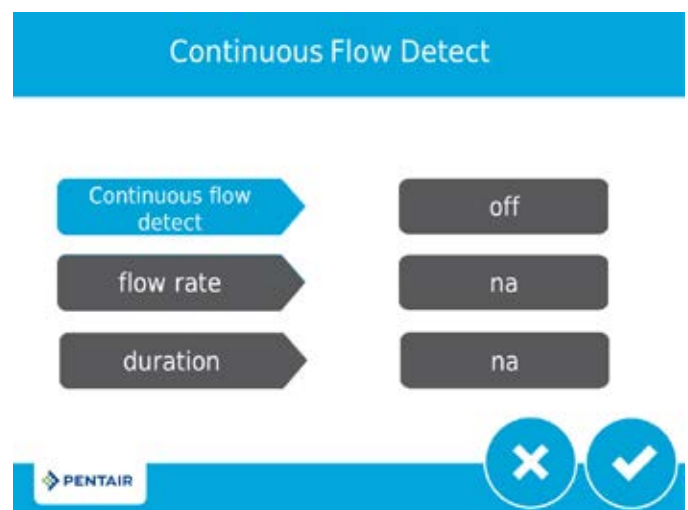 Continuous Flow Detect
Continuous flow
detect
off
flow rate
na
duration
na
PENTAIR